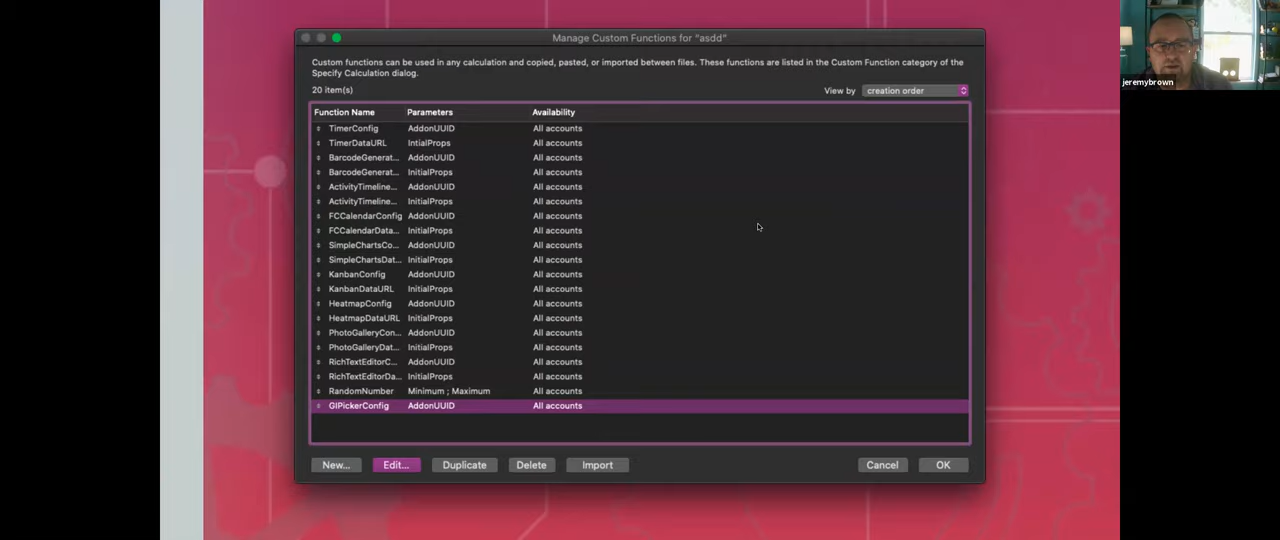 Manage Custom Functions for "asdd"
Custom functions can be used in any calculation and copied, pasted, or imported between files. These functions are listed in the Custom Function category of the
Specify Calculation dialog.
20 item(s)
View by creation order
Function Name Parameters Availability
TimerConfig AddonUUID All accounts
TimerDataURL IntialProps All accounts
BarcodeGenerat... AddonUUID All accounts
BarcodeGenerat... InitialProps All accounts
ActivityTimeline... AddonUUID All accounts
ActivityTimeline... InitialProps All accounts
FCCalendarConfig AddonUUID All accounts
FCCalendarData... InitialProps All accounts
SimpleChartsCo... AddonUUID All accounts
SimpleChartsDat... InitialProps All accounts
KanbanConfig AddonUUID All accounts
KanbanDataURL InitialProps All accounts
HeatmapConfig AddonUUID All accounts
HeatmapDataURL InitialProps All accounts
PhotoGalleryCon... AddonUUID All accounts
PhotoGalleryDat... InitialProps All accounts
RichTextEditorC... AddonUUID All accounts
RichTextEditorDa... InitialProps All accounts
RandomNumber Minimum ; Maximum All accounts
GIPickerConfig AddonUUID All accounts
New... Edit... Duplicate Delete Import Cancel OK
jeremybrown